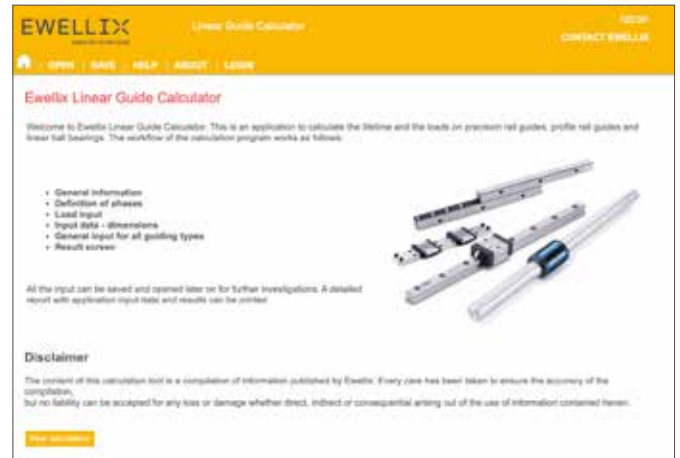 EWELLIX
Linear Guide Calculator
CONTACT EWELLIX
OPEN | SAVE | HELP | ABOUT | LOGIN
Ewellix Linear Guide Calculator
Welcome to Ewellix Linear Guide Calculator. This is an application to calculate the lifetime and the loads on precision rail guides, profile rail guides and
linear ball bearings. The workflow of the calculation program works as follows:
• General information
• Definition of phases
• Load input
• Input data - dimensions
• General input for all guiding types
• Result screen
All the input can be saved and opened later on for further investigations. A detailed
report with application input data and results can be printed
Disclaimer
The content of this calculation tool is a compilation of information published by Ewellix. Every care has been taken to ensure the accuracy of the
compilation,
but no liability can be accepted for any loss or damage whether direct, indirect or consequential arising out of the use of information contained herein.